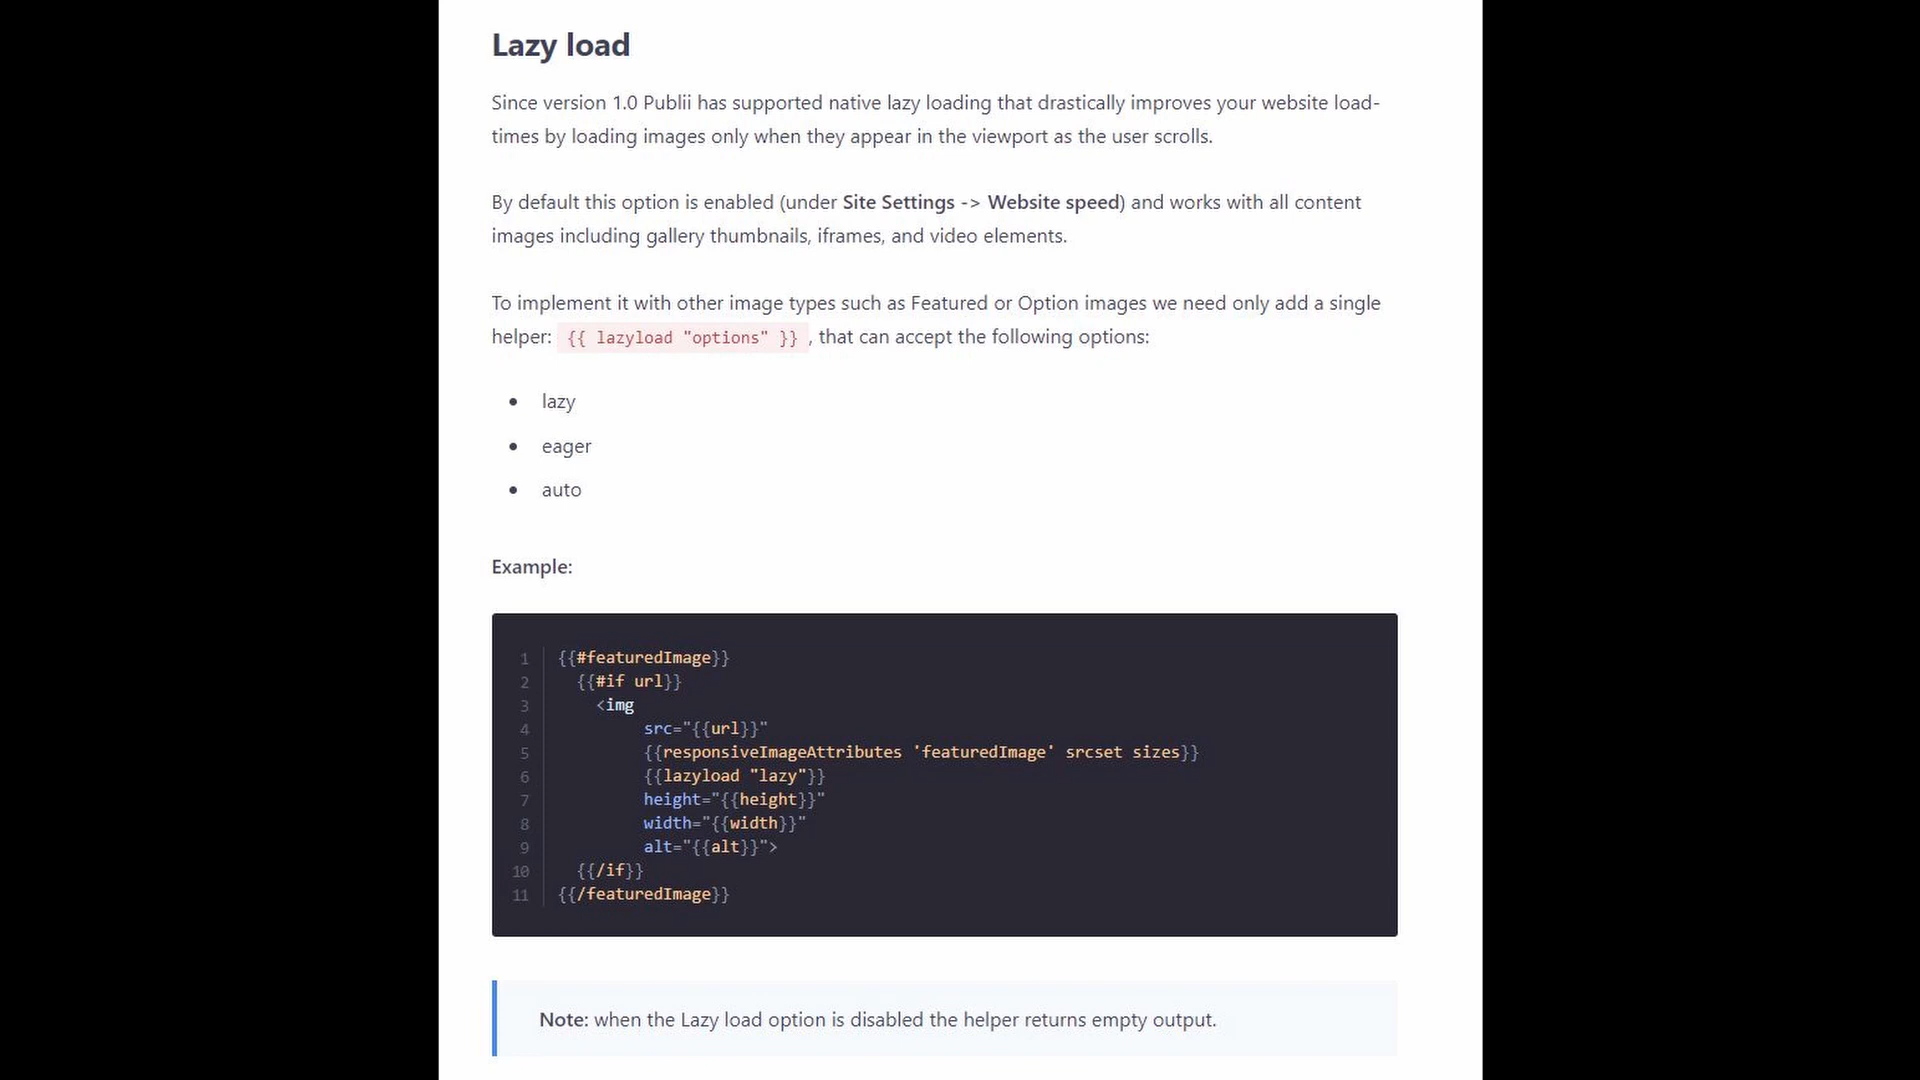 Lazy load
Since version 1.0 Publii has supported native lazy loading that drastically improves your website load-
times by loading images only when they appear in the viewport as the user scrolls.
By default this option is enabled (under Site Settings -> Website speed) and works with all content
images including gallery thumbnails, iframes, and video elements.
To implement it with other image types such as Featured or Option images we need only add a single
helper: {{ lazyload "options" }} , that can accept the following options:
• lazy
• eager
• auto
Example:
1 {{#featuredImage}}
2 {{#if url}}
3 <img
4 src="{{url}}"
5 {{responsiveImageAttributes 'featuredImage' srcset sizes}}
6 {{lazyload "lazy"}}
7 height="{{height}}"
8 width="{{width}}"
9 alt="{{alt}}">
10 {{/if}}
11 {{/featuredImage}}
Note: when the Lazy load option is disabled the helper returns empty output.